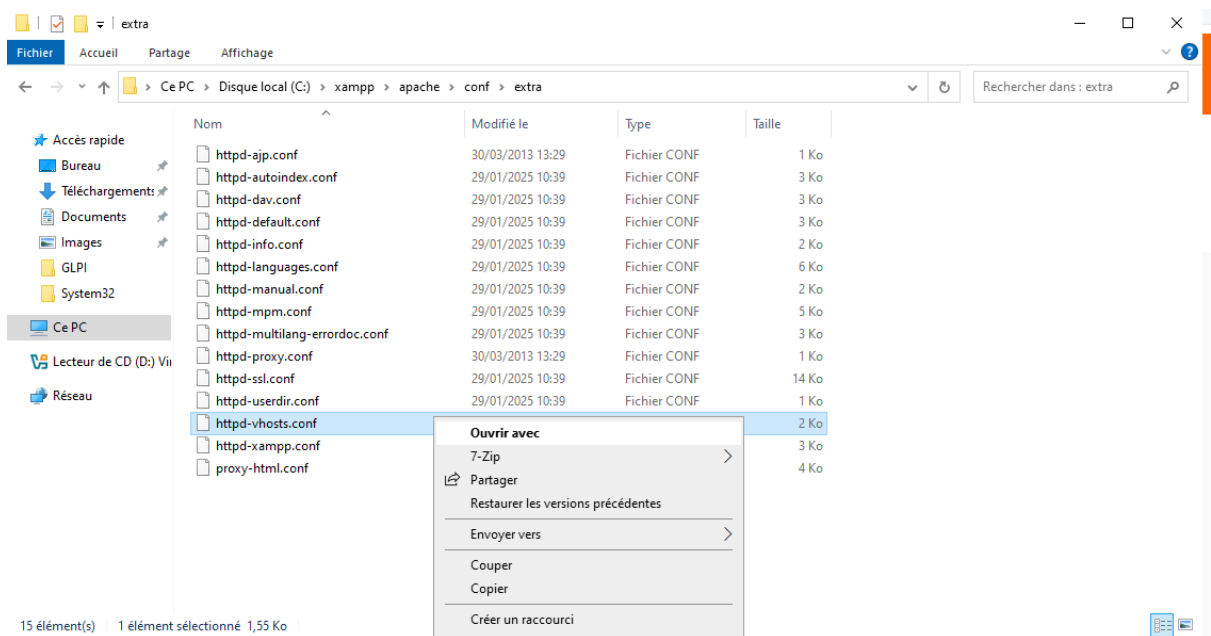 extra
Fichier Accueil Partage Affichage
Ce PC > Disque local (C:) > xampp > apache > conf > extra
Rechercher dans : extra
Nom Modifié le Type Taille
Accès rapide
Bureau
Téléchargements
Documents
Images
GLPI
System32
Ce PC
Lecteur de CD (D:) Vir
Réseau
httpd-ajp.conf 30/03/2013 13:29 Fichier CONF 1 Ko
httpd-autoindex.conf 29/01/2025 10:39 Fichier CONF 3 Ko
httpd-dav.conf 29/01/2025 10:39 Fichier CONF 3 Ko
httpd-default.conf 29/01/2025 10:39 Fichier CONF 3 Ko
httpd-info.conf 29/01/2025 10:39 Fichier CONF 2 Ko
httpd-languages.conf 29/01/2025 10:39 Fichier CONF 6 Ko
httpd-manual.conf 29/01/2025 10:39 Fichier CONF 2 Ko
httpd-mpm.conf 29/01/2025 10:39 Fichier CONF 5 Ko
httpd-multilang-errordoc.conf 29/01/2025 10:39 Fichier CONF 3 Ko
httpd-proxy.conf 30/03/2013 13:29 Fichier CONF 1 Ko
httpd-ssl.conf 29/01/2025 10:39 Fichier CONF 14 Ko
httpd-userdir.conf 29/01/2025 10:39 Fichier CONF 1 Ko
httpd-vhosts.conf 2 Ko
httpd-xampp.conf 3 Ko
proxy-html.conf 4 Ko
Ouvrir avec
7-Zip
Partager
Restaurer les versions précédentes
Envoyer vers
Couper
Copier
Créer un raccourci
15 élément(s) 1 élément sélectionné 1,55 Ko